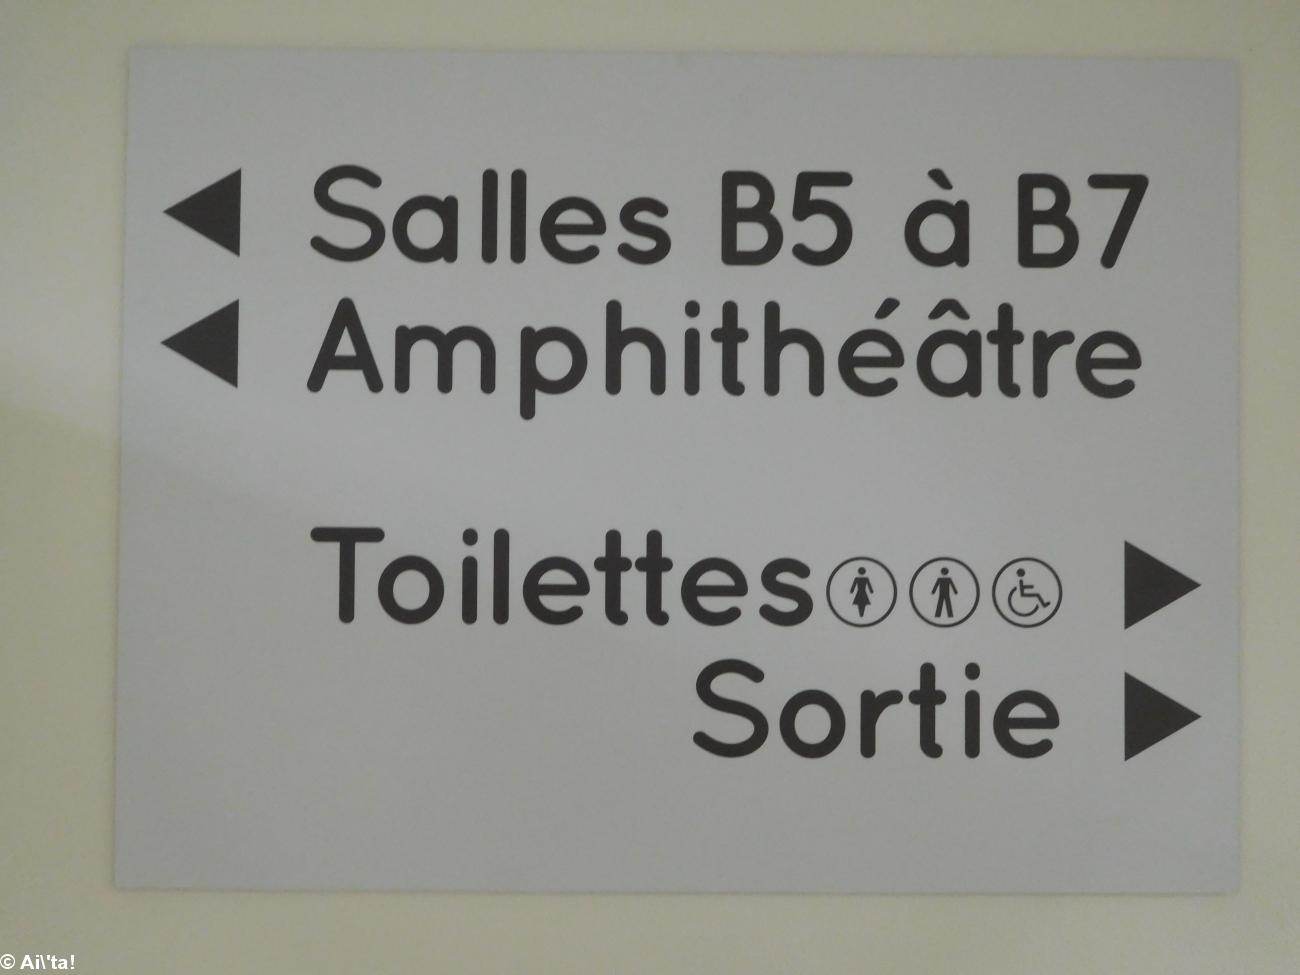 Salles B5 à B7
Amphithéâtre
Toilettes
Sortie
© Ai\'ta!